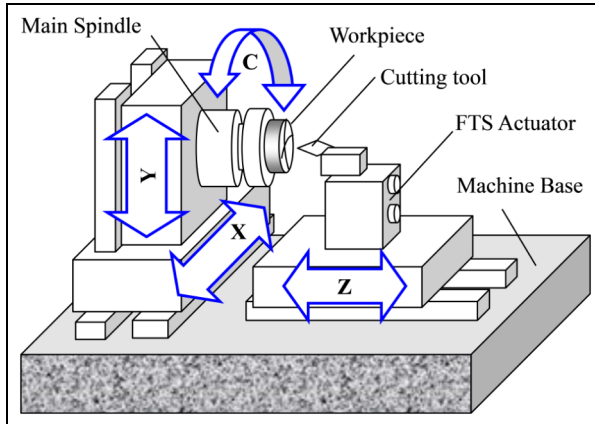 Main Spindle
Workpiece
C
Cutting tool
FTS Actuator
Y
Machine Base
X
Z